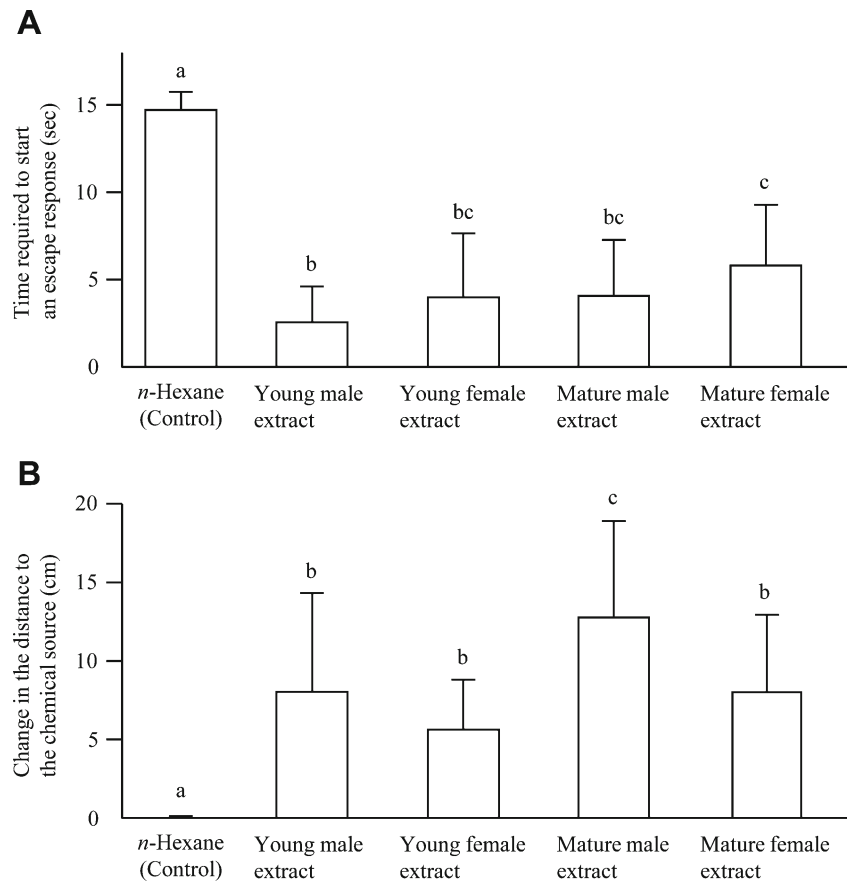 A
Time required to start
an escape response (sec)
15
10
5
0
a
b
bc
bc
c
n-Hexane
(Control)
Young male
extract
Young female
extract
Mature male
extract
Mature female
extract
B
Change in the distance to
the chemical source (cm)
20
15
10
5
0
a
b
b
c
b
n-Hexane
(Control)
Young male
extract
Young female
extract
Mature male
extract
Mature female
extract